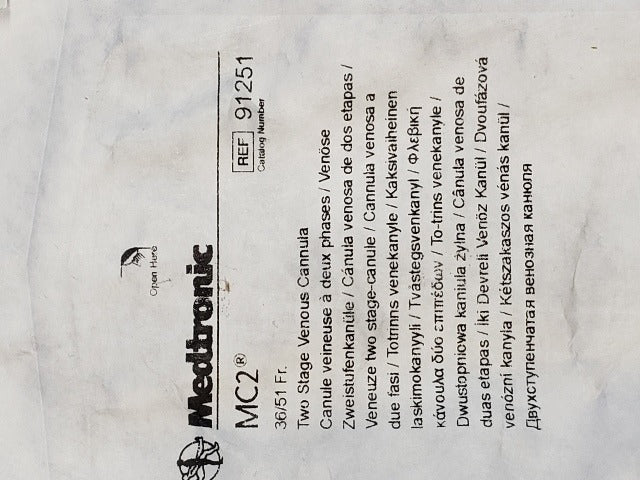 Open Here
Medtronic
MC2®
REF 91251
Catalog Number
36/51 Fr.
Two Stage Venous Cannula
Canule veineuse à deux phases / Venöse
Zweistufenkanüle / Cánula venosa de dos etapas /
Veneuze two stage-canule / Cannula venosa a
due fasi / Totrinns venekanyle / Kaksivaiheinen
laskimokanyyli / Tvåstegsvenkanyl / Φλεβική
κάνουλα δύο επιπέδων / To-trins venekanyle /
Dwustopniowa kaniula żylna / Cânula venosa de
duas etapas / İki Devreli Venöz Kanül / Dvoufázová
venózní kanyla / Kétszakaszos vénás kanül /
Двухступенчатая венозная канюля